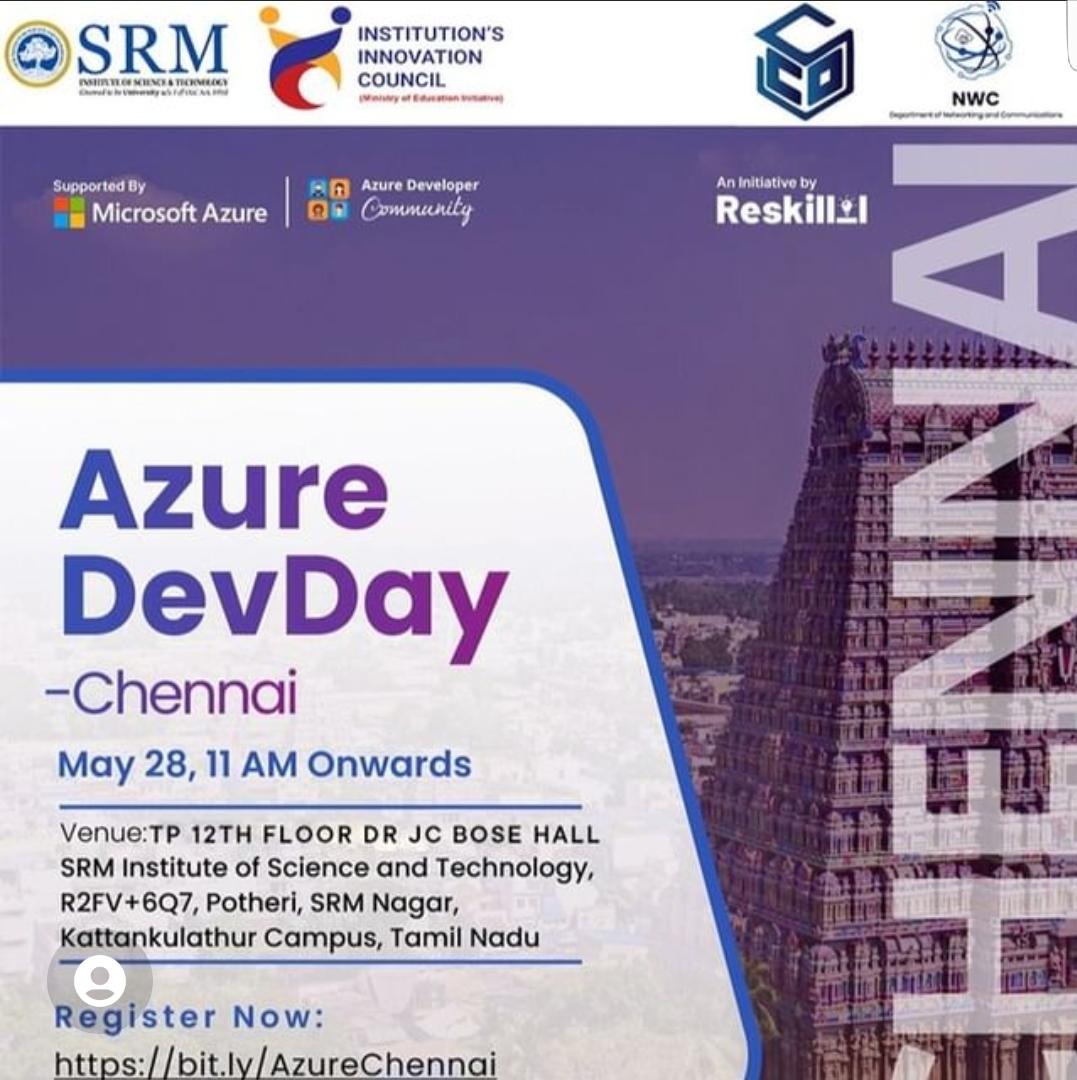 SRM
INSTITUTE OF SCIENCE & TECHNOLOGY
INSTITUTION'S
INNOVATION
COUNCIL
(Ministry of Education Initiative)
NWC
Department of Networking and Communications
Supported By
Microsoft Azure
Azure Developer
Community
An Initiative by
Reskilll
CHENNAI
Azure
DevDay
-Chennai
May 28, 11 AM Onwards
Venue:TP 12TH FLOOR DR JC BOSE HALL
SRM Institute of Science and Technology,
R2FV+6Q7, Potheri, SRM Nagar,
Kattankulathur Campus, Tamil Nadu
Register Now:
https://bit.ly/AzureChennai